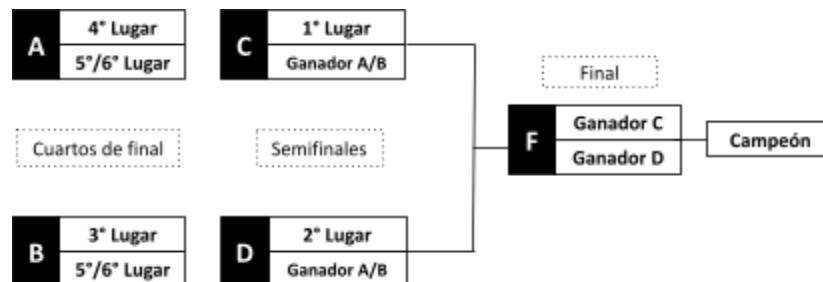 A
4° Lugar
5°/6° Lugar
C
1° Lugar
Ganador A/B
Final
F
Ganador C
Ganador D
Campeón
Cuartos de final
Semifinales
B
3° Lugar
5°/6° Lugar
D
2° Lugar
Ganador A/B